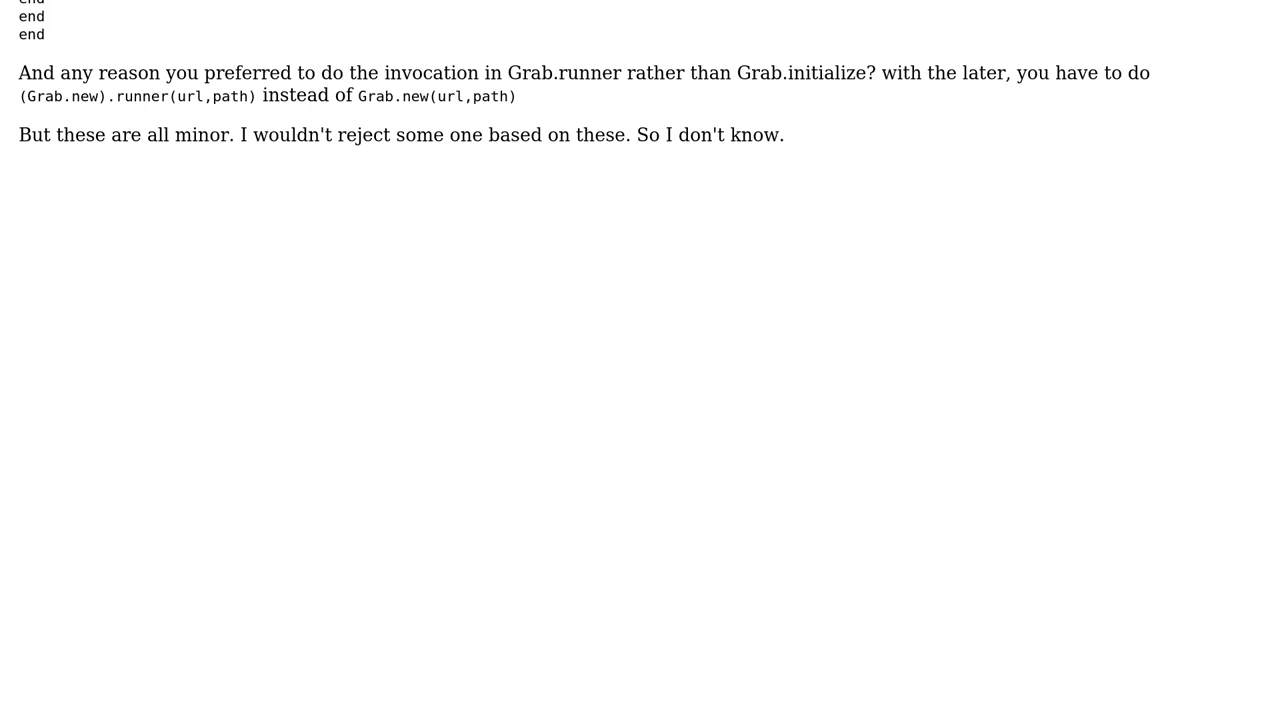 end
end
end
And any reason you preferred to do the invocation in Grab.runner rather than Grab.initialize? with the later, you have to do
(Grab.new).runner(url,path) instead of Grab.new(url,path)
But these are all minor. I wouldn't reject some one based on these. So I don't know.